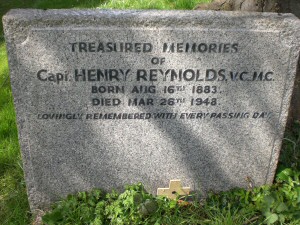 TREASURED MEMORIES
OF
CAPT. HENRY REYNOLDS, V.C., M.C.
BORN AUG 16TH 1883.
DIED MAR 26TH 1948.
LOVINGLY REMEMBERED WITH EVERY PASSING DAY.